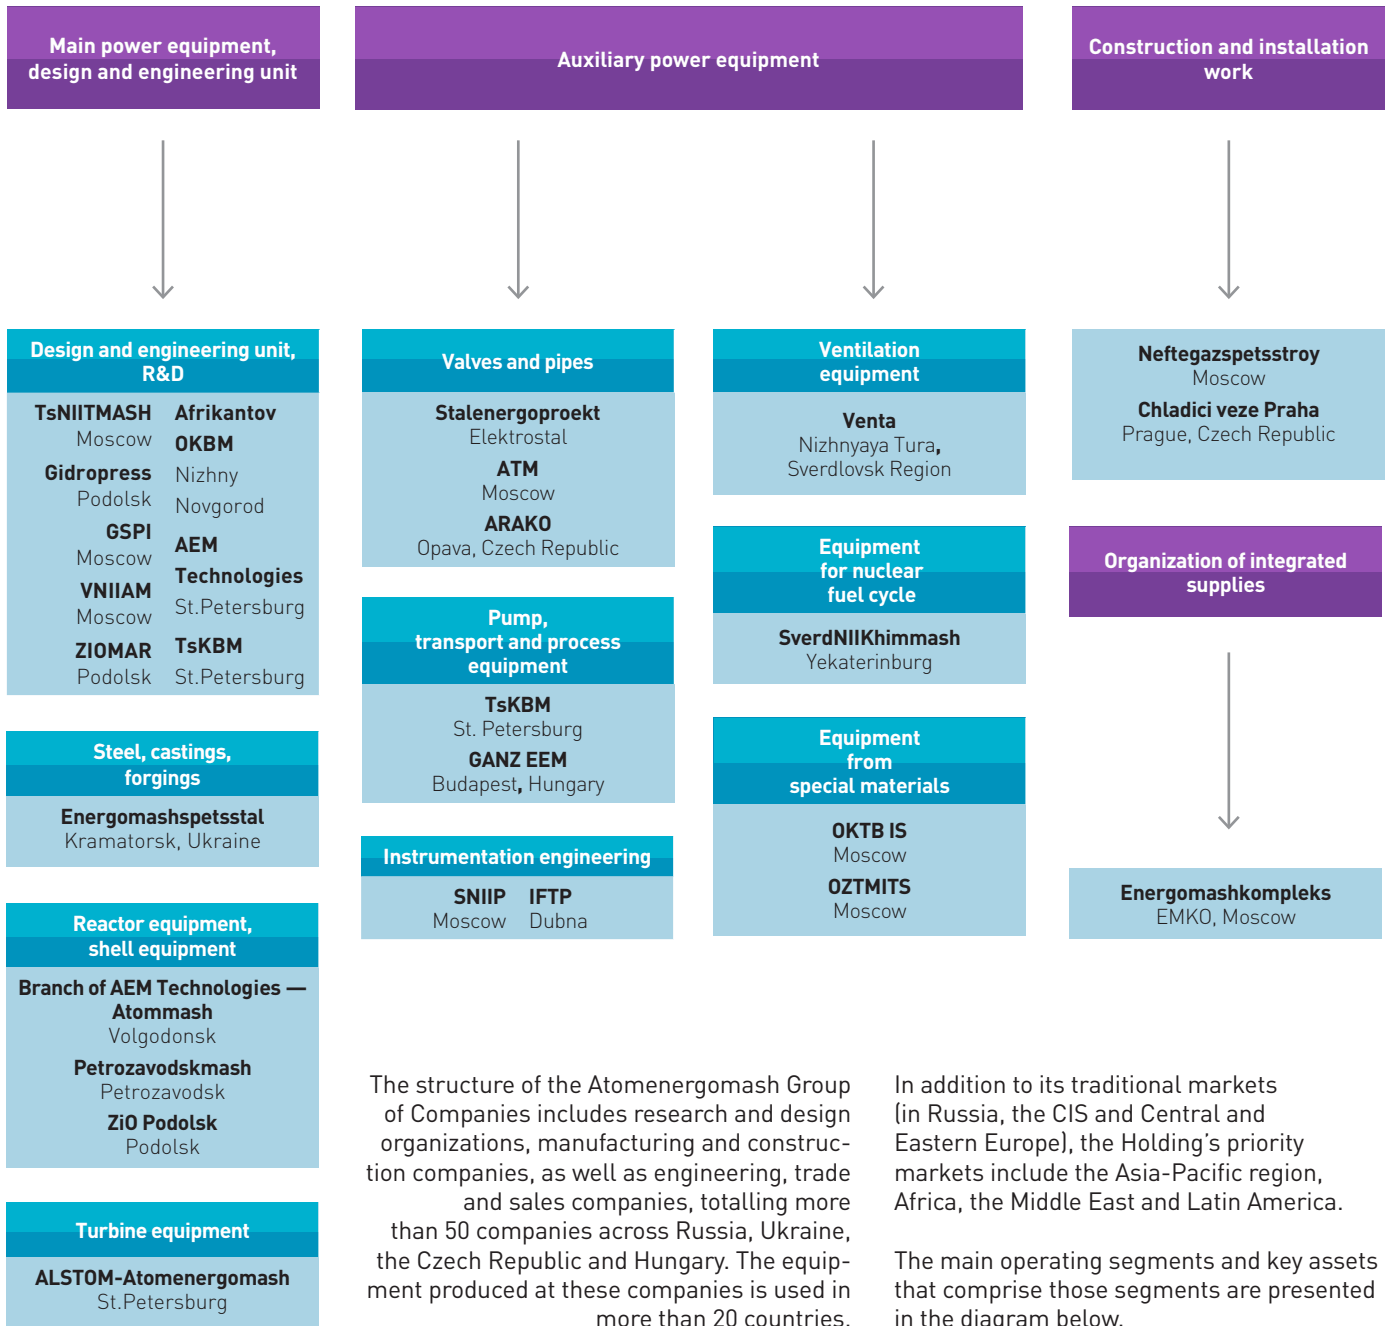 Main power equipment,
design and engineering unit
Auxiliary power equipment
Construction and installation
work
Design and engineering unit,
R&D
TsNIITMASH
Moscow
Gidropress
Podolsk
GSPI
Moscow
VNIIAM
Moscow
ZIOMAR
Podolsk
Afrikantov
OKBM
Nizhny
Novgorod
AEM
Technologies
St.Petersburg
TsKBM
St.Petersburg
Steel, castings,
forgings
Energomashspetsstal
Kramatorsk, Ukraine
Reactor equipment,
shell equipment
Branch of AEM Technologies —
Atommash
Volgodonsk
Petrozavodskmash
Petrozavodsk
ZiO Podolsk
Podolsk
Turbine equipment
ALSTOM-Atomenergomash
St.Petersburg
Valves and pipes
Stalenergoproekt
Elektrostal
ATM
Moscow
ARAKO
Opava, Czech Republic
Pump,
transport and process
equipment
TsKBM
St. Petersburg
GANZ EEM
Budapest, Hungary
Instrumentation engineering
SNIIP
Moscow
IFTP
Dubna
Ventilation
equipment
Venta
Nizhnyaya Tura,
Sverdlovsk Region
Equipment
for nuclear
fuel cycle
SverdNIIKhimmash
Yekaterinburg
Equipment
from
special materials
OKTB IS
Moscow
OZTMITS
Moscow
Neftegazspetsstroy
Moscow
Chladici veze Praha
Prague, Czech Republic
Organization of integrated
supplies
Energomashkompleks
EMKO, Moscow
The structure of the Atomenergomash Group
of Companies includes research and design
organizations, manufacturing and construc-
tion companies, as well as engineering, trade
and sales companies, totalling more
than 50 companies across Russia, Ukraine,
the Czech Republic and Hungary. The equip-
ment produced at these companies is used in
more than 20 countries.
In addition to its traditional markets
(in Russia, the CIS and Central and
Eastern Europe), the Holding's priority
markets include the Asia-Pacific region,
Africa, the Middle East and Latin America.
The main operating segments and key assets
that comprise those segments are presented
in the diagram below.